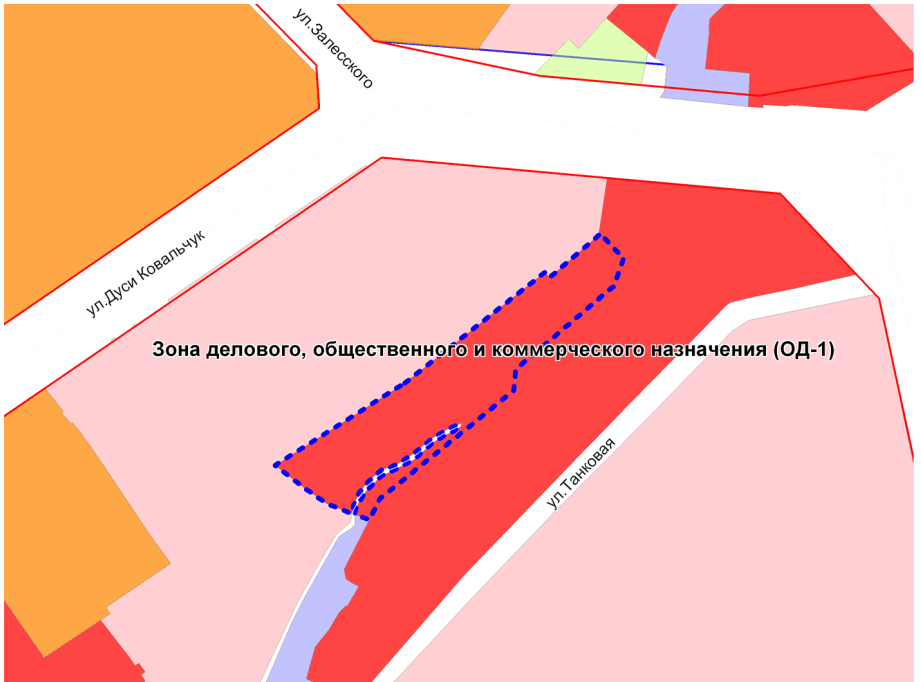 ул.Залесского
ул.Дуси Ковальчук
Зона делового, общественного и коммерческого назначения (ОД-1)
ул.Танковая